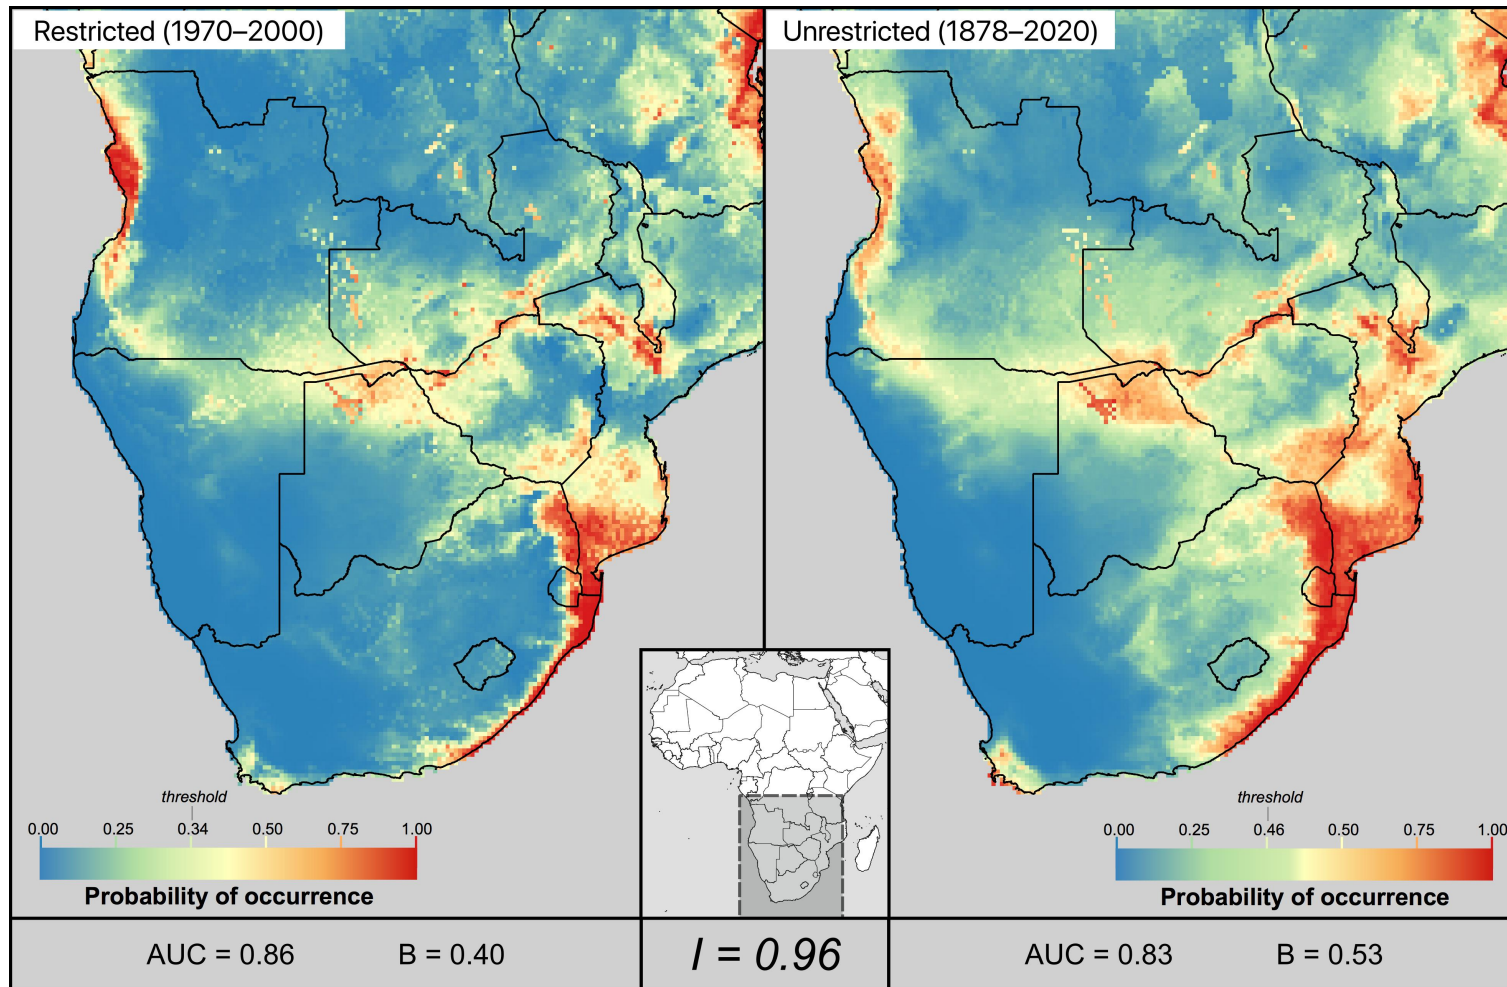 Restricted (1970–2000)
Unrestricted (1878–2020)
threshold
0.00 0.25 0.34 0.50 0.75 1.00
Probability of occurrence
threshold
0.00 0.25 0.46 0.50 0.75 1.00
Probability of occurrence
AUC = 0.86 B = 0.40
I = 0.96
AUC = 0.83 B = 0.53